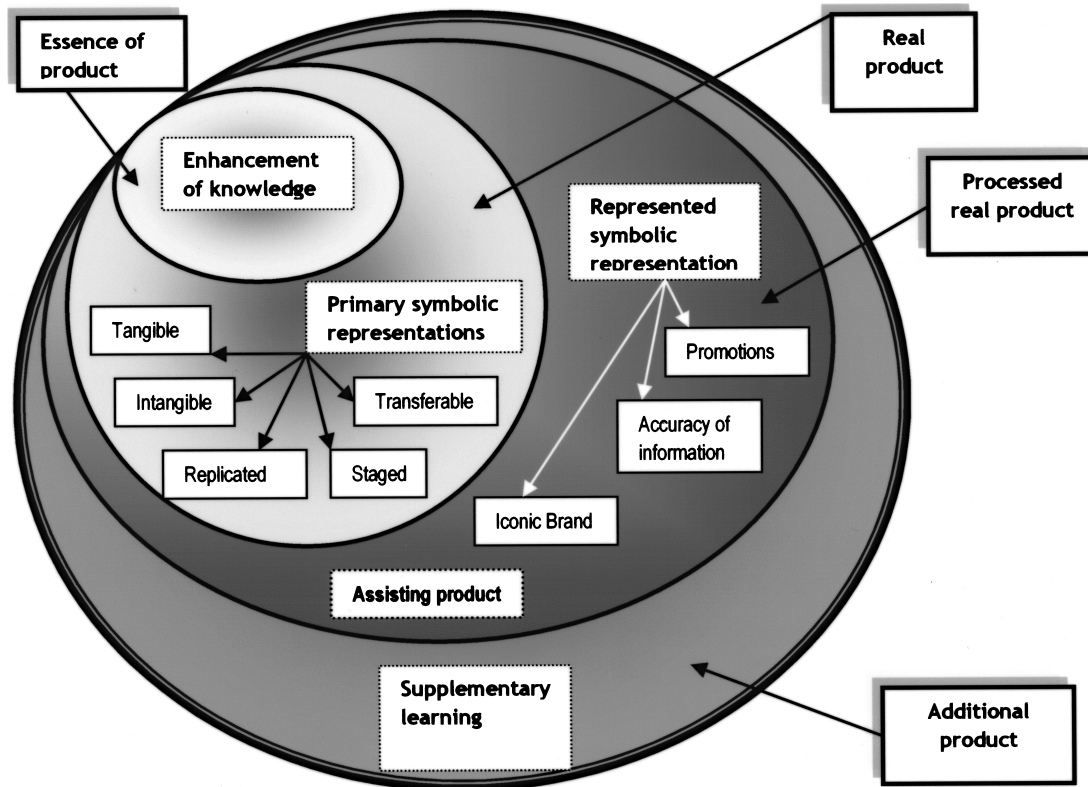 Essence of
product
Real
product
Enhancement
of knowledge
Processed
real product
Represented
symbolic
representation
Primary symbolic
representations
Tangible
Promotions
Intangible
Transferable
Accuracy of
information
Replicated
Staged
Iconic Brand
Assisting product
Supplementary
learning
Additional
product